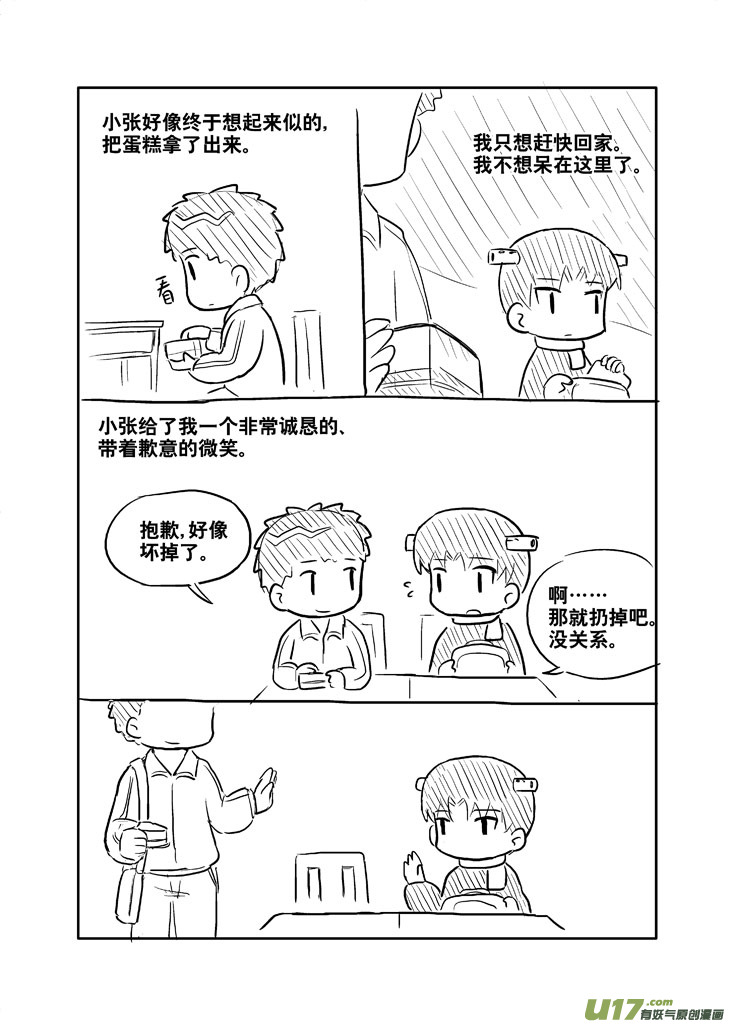 小张好像终于想起来似的，
把蛋糕拿了出来。
看
我只想赶快回家。
我不想呆在这里了。
小张给了我一个非常诚恳的、
带着歉意的微笑。
抱歉，好像
坏掉了。
啊……
那就扔掉吧。
没关系。
U17.com
有妖气原创漫画